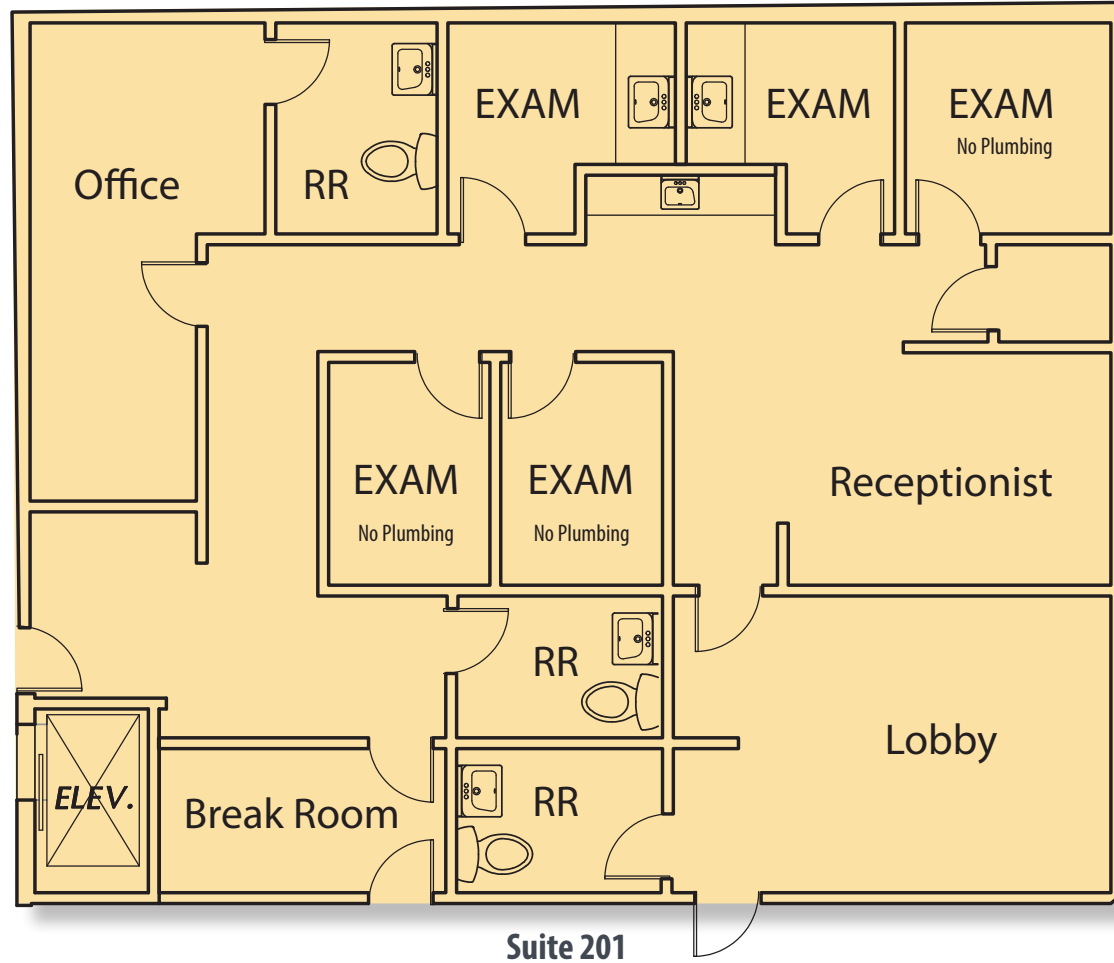 EXAM
EXAM
EXAM
No Plumbing
Office
RR
EXAM
No Plumbing
EXAM
No Plumbing
Receptionist
RR
Lobby
ELEV.
Break Room
RR
Suite 201